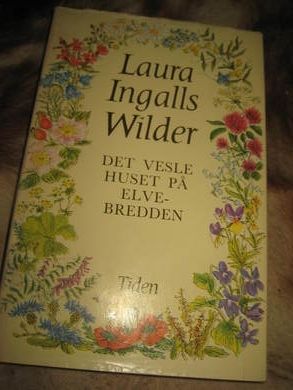 Laura
Ingalls
Wilder
DET VESLE
HUSET PÅ
ELVE-
BREDDEN
Tiden